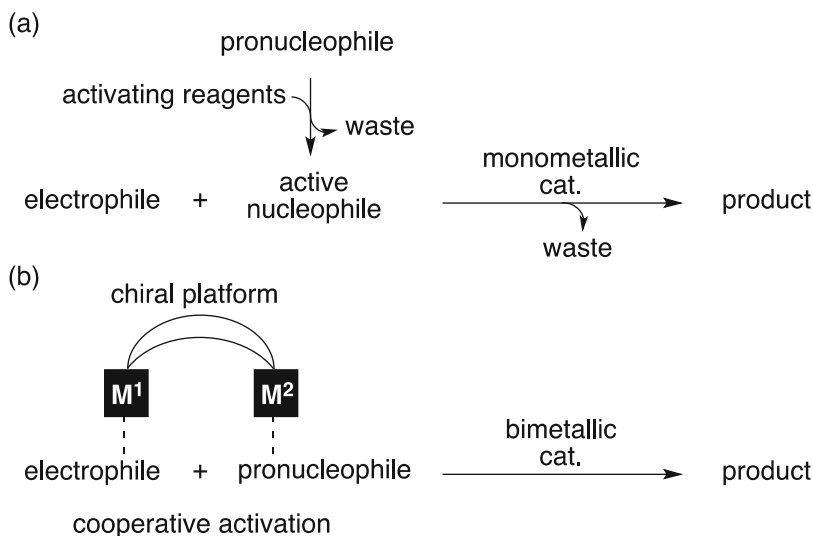 (a)
pronucleophile
activating reagents
waste
electrophile + active nucleophile
monometallic
cat.
product
waste
(b)
chiral platform
M¹ M²
electrophile + pronucleophile
bimetallic
cat.
product
cooperative activation